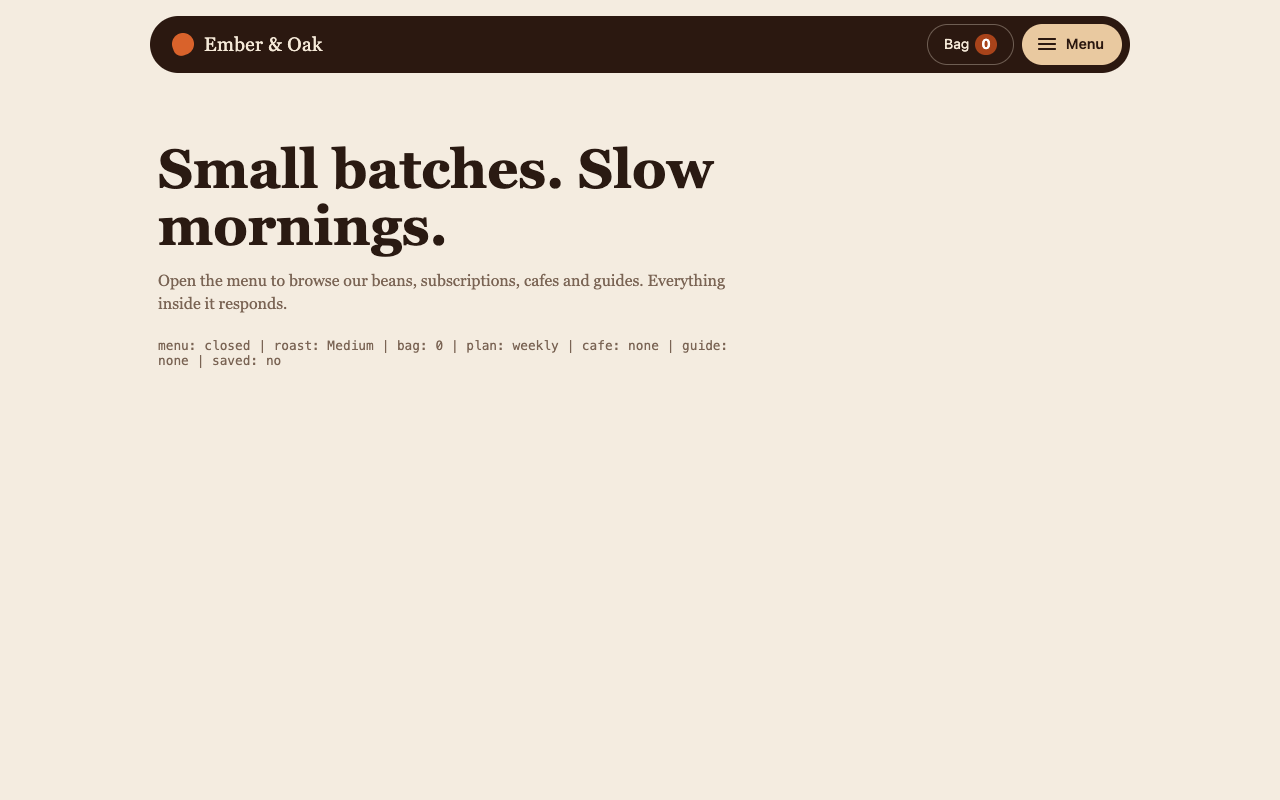 Ember & Oak
Bag 0
Menu
Small batches. Slow
mornings.
Open the menu to browse our beans, subscriptions, cafes and guides. Everything
inside it responds.
menu: closed | roast: Medium | bag: 0 | plan: weekly | cafe: none | guide:
none | saved: no